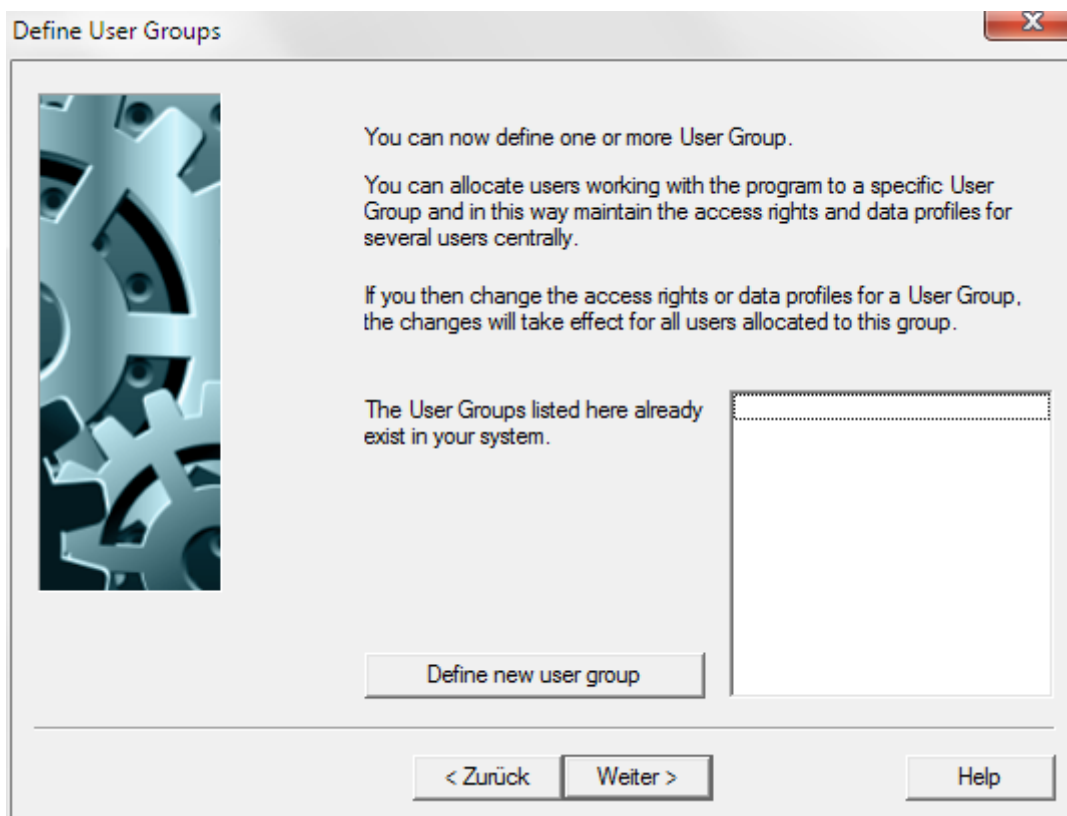 Define User Groups
You can now define one or more User Group.
You can allocate users working with the program to a specific User
Group and in this way maintain the access rights and data profiles for
several users centrally.
If you then change the access rights or data profiles for a User Group,
the changes will take effect for all users allocated to this group.
The User Groups listed here already
exist in your system.
Define new user group
< Zurück
Weiter >
Help